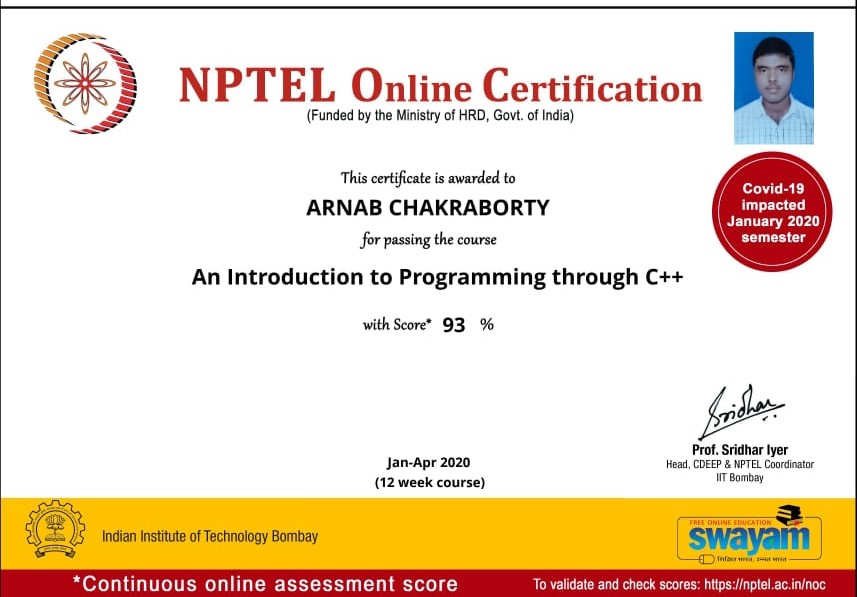 NPTEL Online Certification
(Funded by the Ministry of HRD, Govt. of India)
This certificate is awarded to
ARNAB CHAKRABORTY
for passing the course
An Introduction to Programming through C++
with Score* 93 %
Covid-19
impacted
January 2020
semester
Sridhar
Prof. Sridhar Iyer
Head, CDEEP & NPTEL Coordinator
IIT Bombay
Jan-Apr 2020
(12 week course)
Indian Institute of Technology Bombay
FREE ONLINE EDUCATION
swayam
शिक्षित भारत, उन्नत भारत
*Continuous online assessment score
To validate and check scores: https://nptel.ac.in/noc